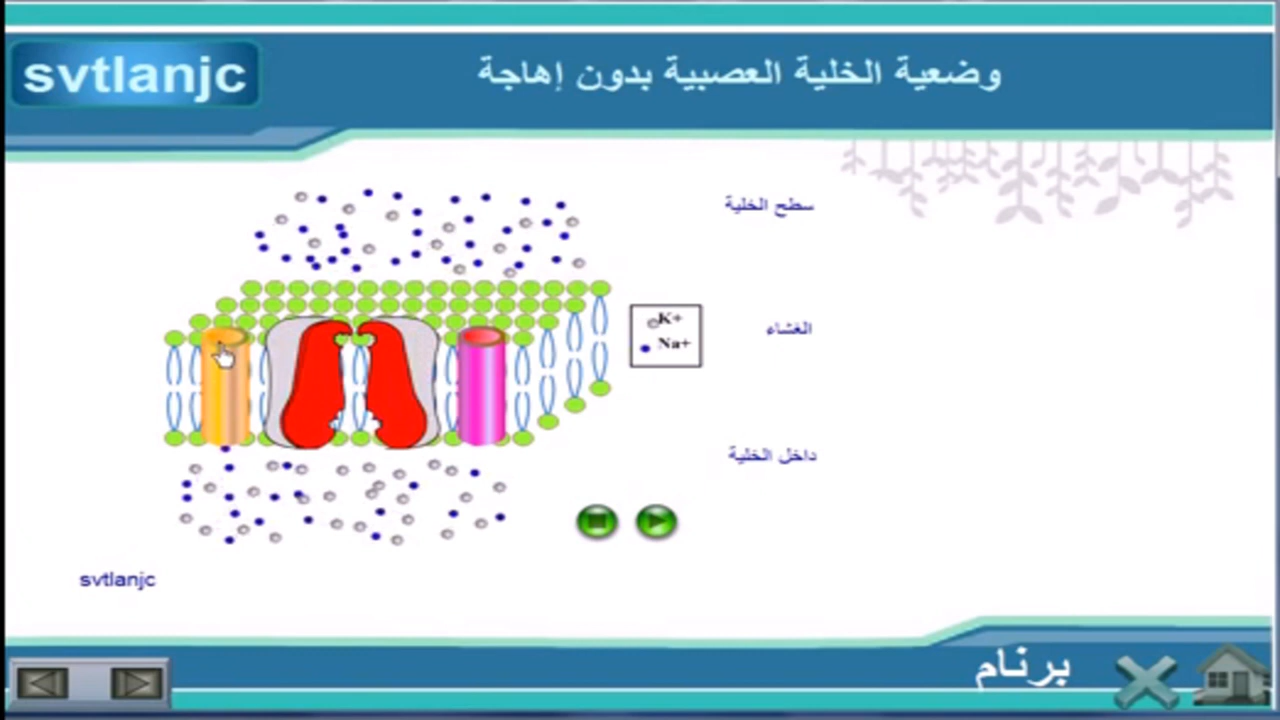 svtlanjc
وضعية الخلية العصبية بدون إهاجة
سطح الخلية
K+
Na+
الغشاء
داخل الخلية
svtlanjc
برنام